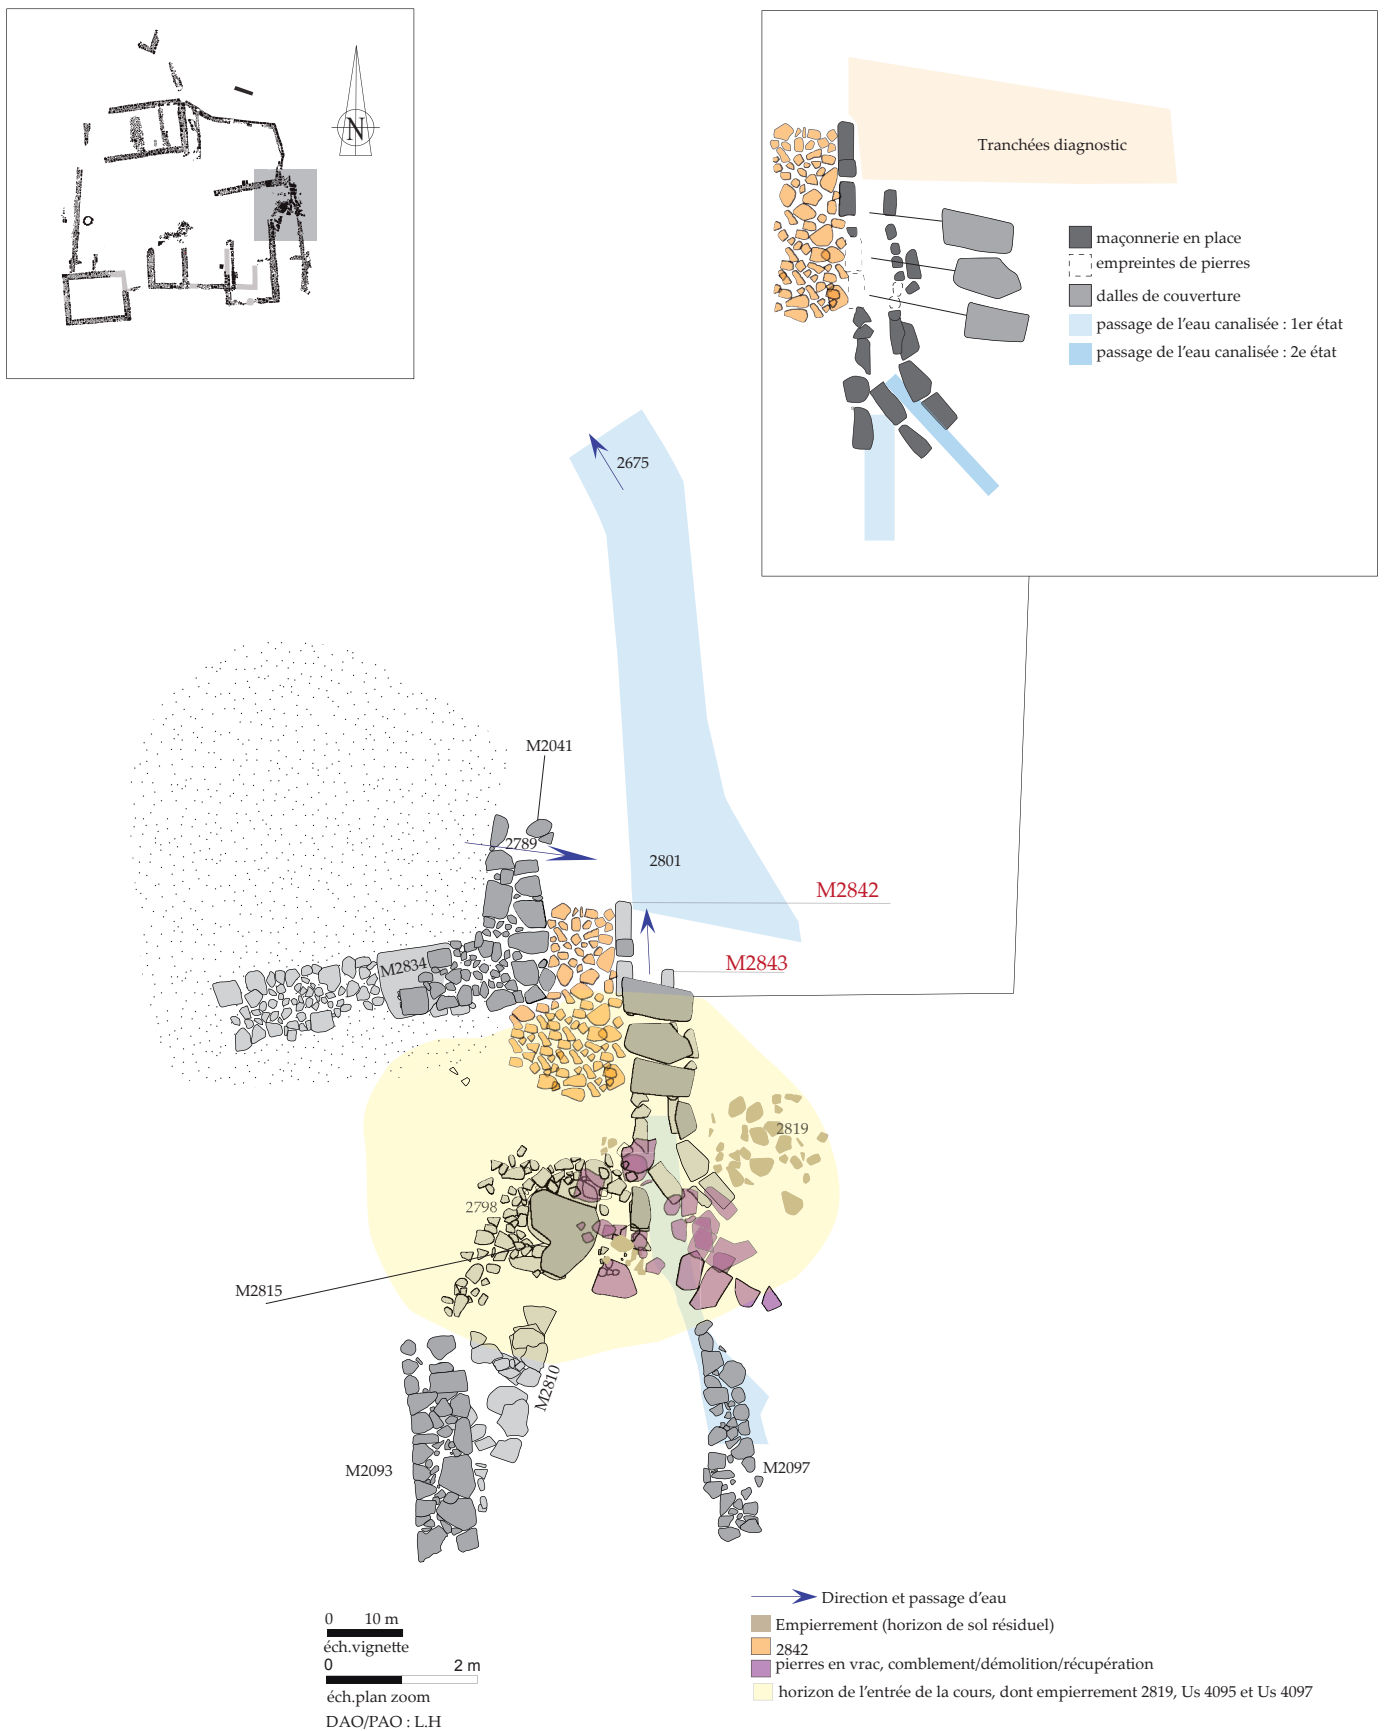 N
Tranchées diagnostic
maçonnerie en place
empreintes de pierres
dalles de couverture
passage de l'eau canalisée : 1er état
passage de l'eau canalisée : 2e état
2675
M2041
2789
2801
M2842
M2843
M2834
2819
2798
M2815
M2810
M2093
M2097
0 10 m
éch.vignette
0 2 m
éch.plan zoom
DAO/PAO : L.H
Direction et passage d'eau
Empierrement (horizon de sol résiduel)
2842
pierres en vrac, comblement/démolition/récupération
horizon de l'entrée de la cours, dont empierrement 2819, Us 4095 et Us 4097